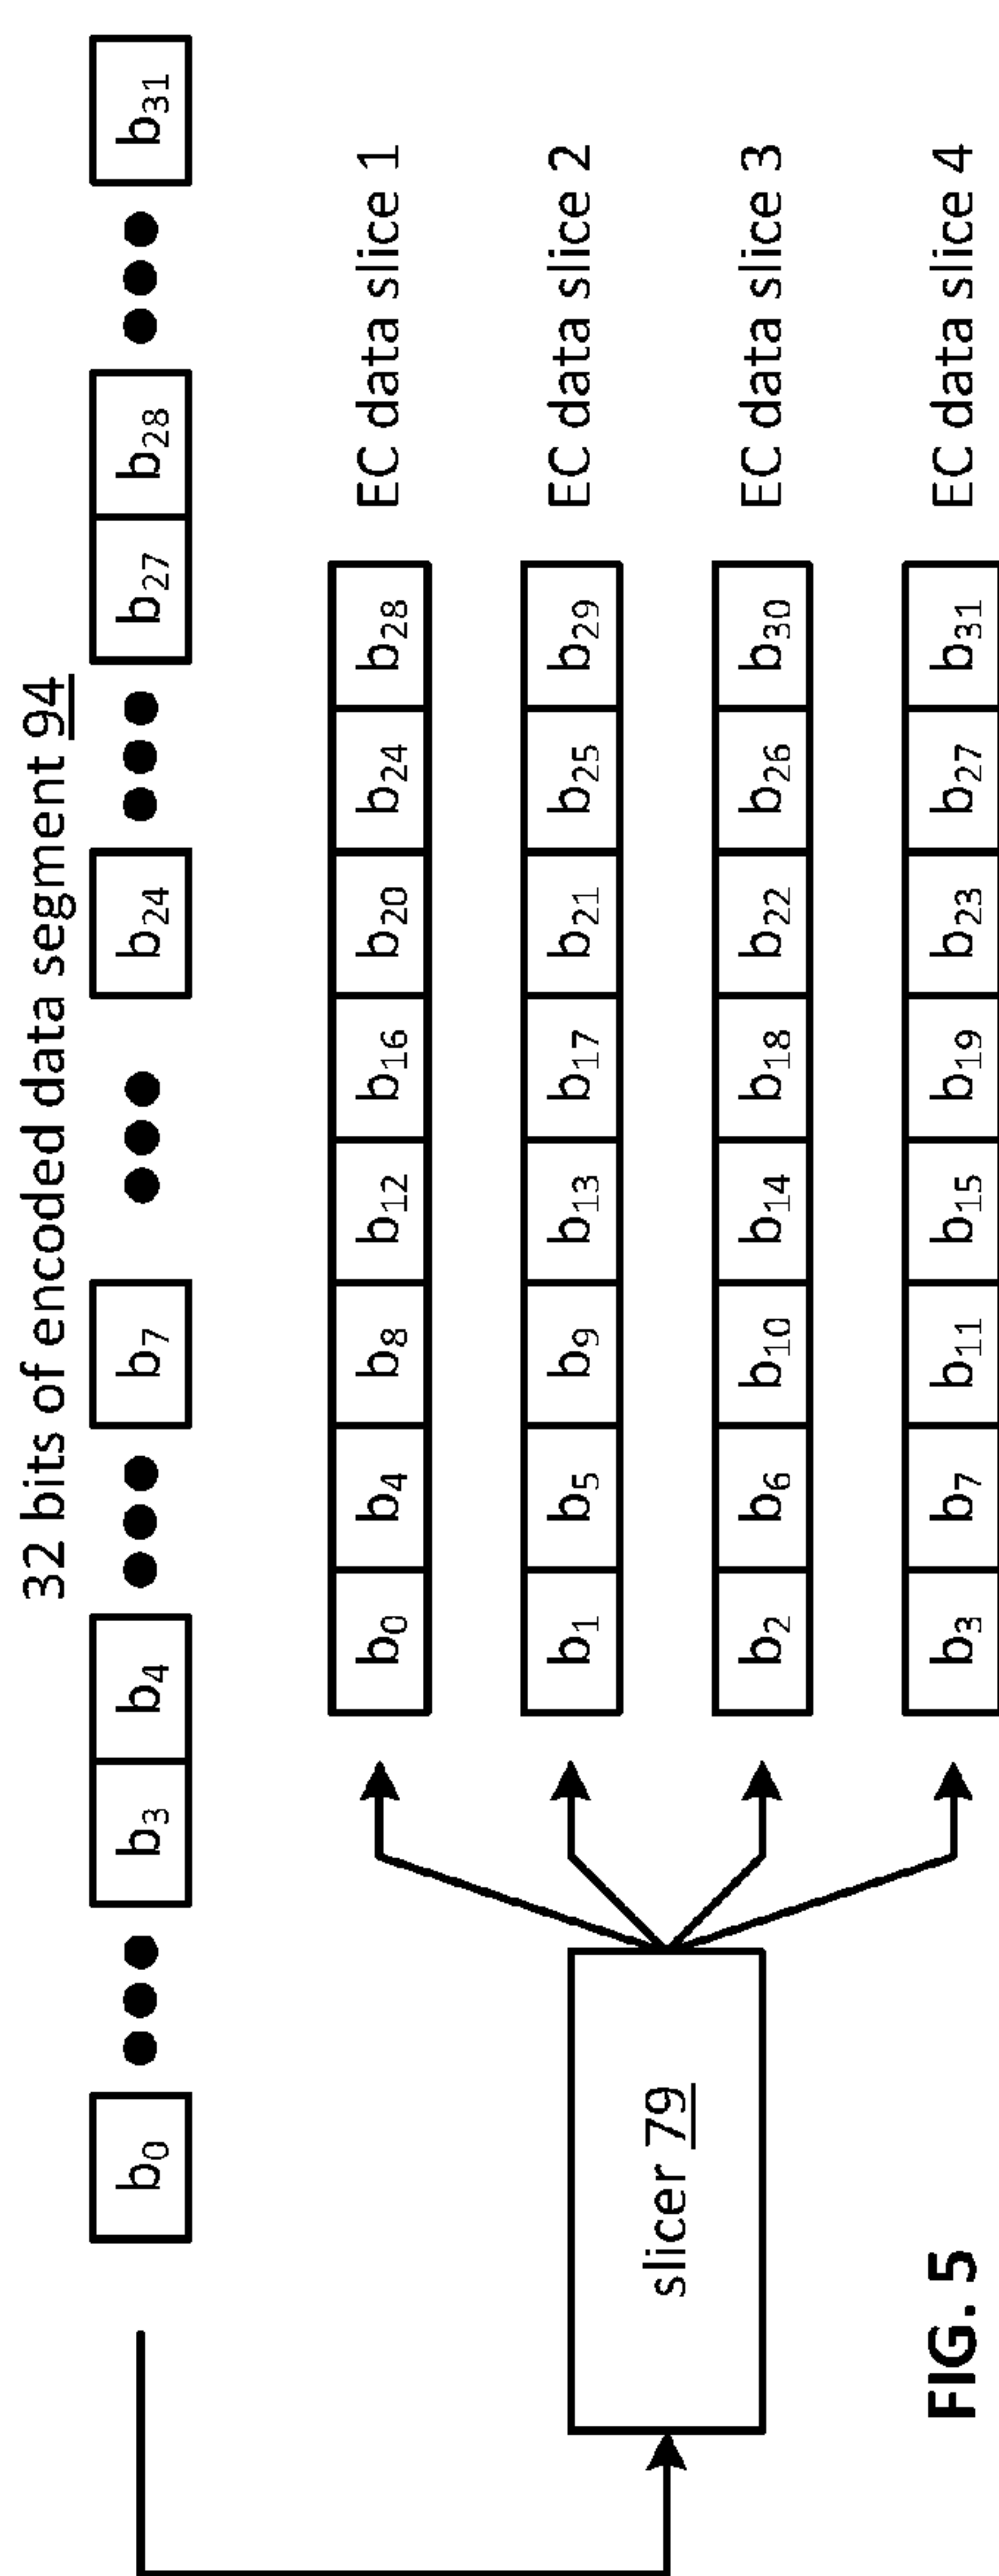 32 bits of encoded data segment 94
b0 ••• b3 b4 ••• b7 ••• b24 ••• b27 b28 ••• b31
b0 b4 b8 b12 b16 b20 b24 b28 EC data slice 1
b1 b5 b9 b13 b17 b21 b25 b29 EC data slice 2
slicer 79
b2 b6 b10 b14 b18 b22 b26 b30 EC data slice 3
b3 b7 b11 b15 b19 b23 b27 b31 EC data slice 4
FIG. 5